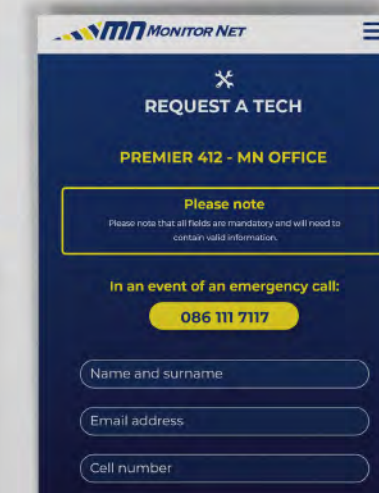 mn MONITOR NET
REQUEST A TECH
PREMIER 412 - MN OFFICE
Please note
Please note that all fields are mandatory and will need to
contain valid information.
In an event of an emergency call:
086 111 7117
Name and surname
Email address
Cell number